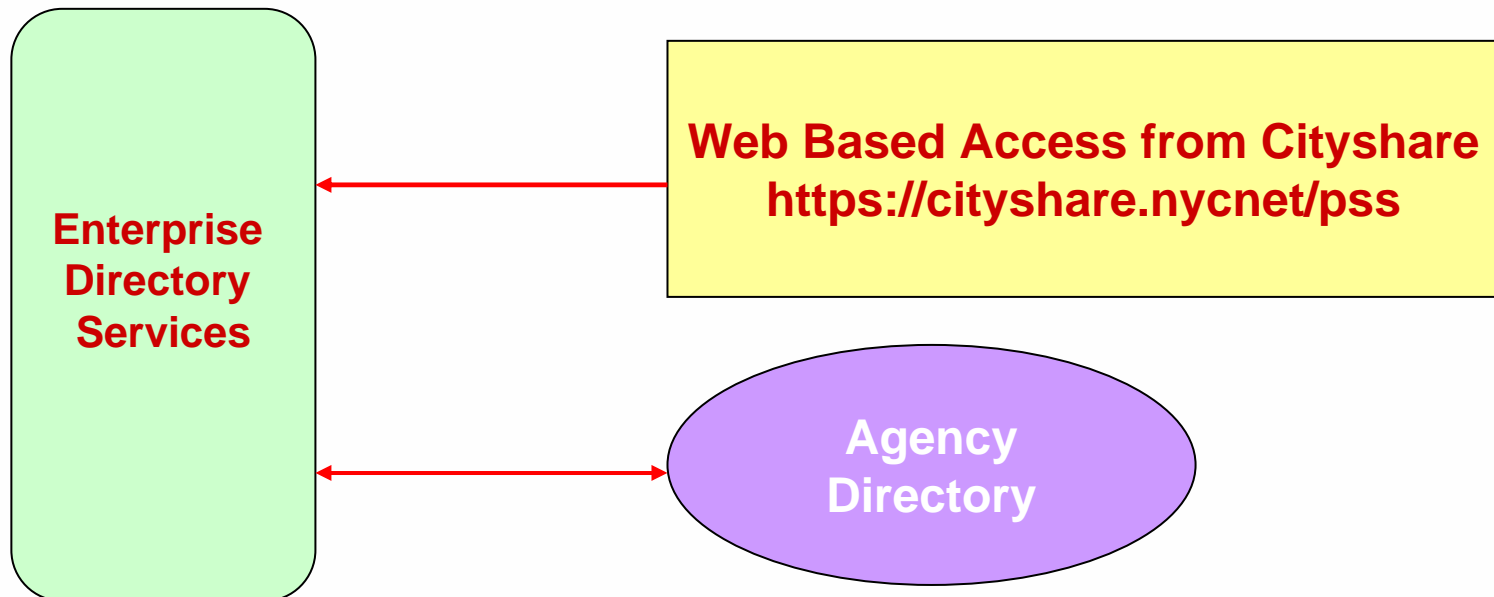 Enterprise
Directory
Services
Web Based Access from Cityshare
https://cityshare.nycnet/pss
Agency
Directory